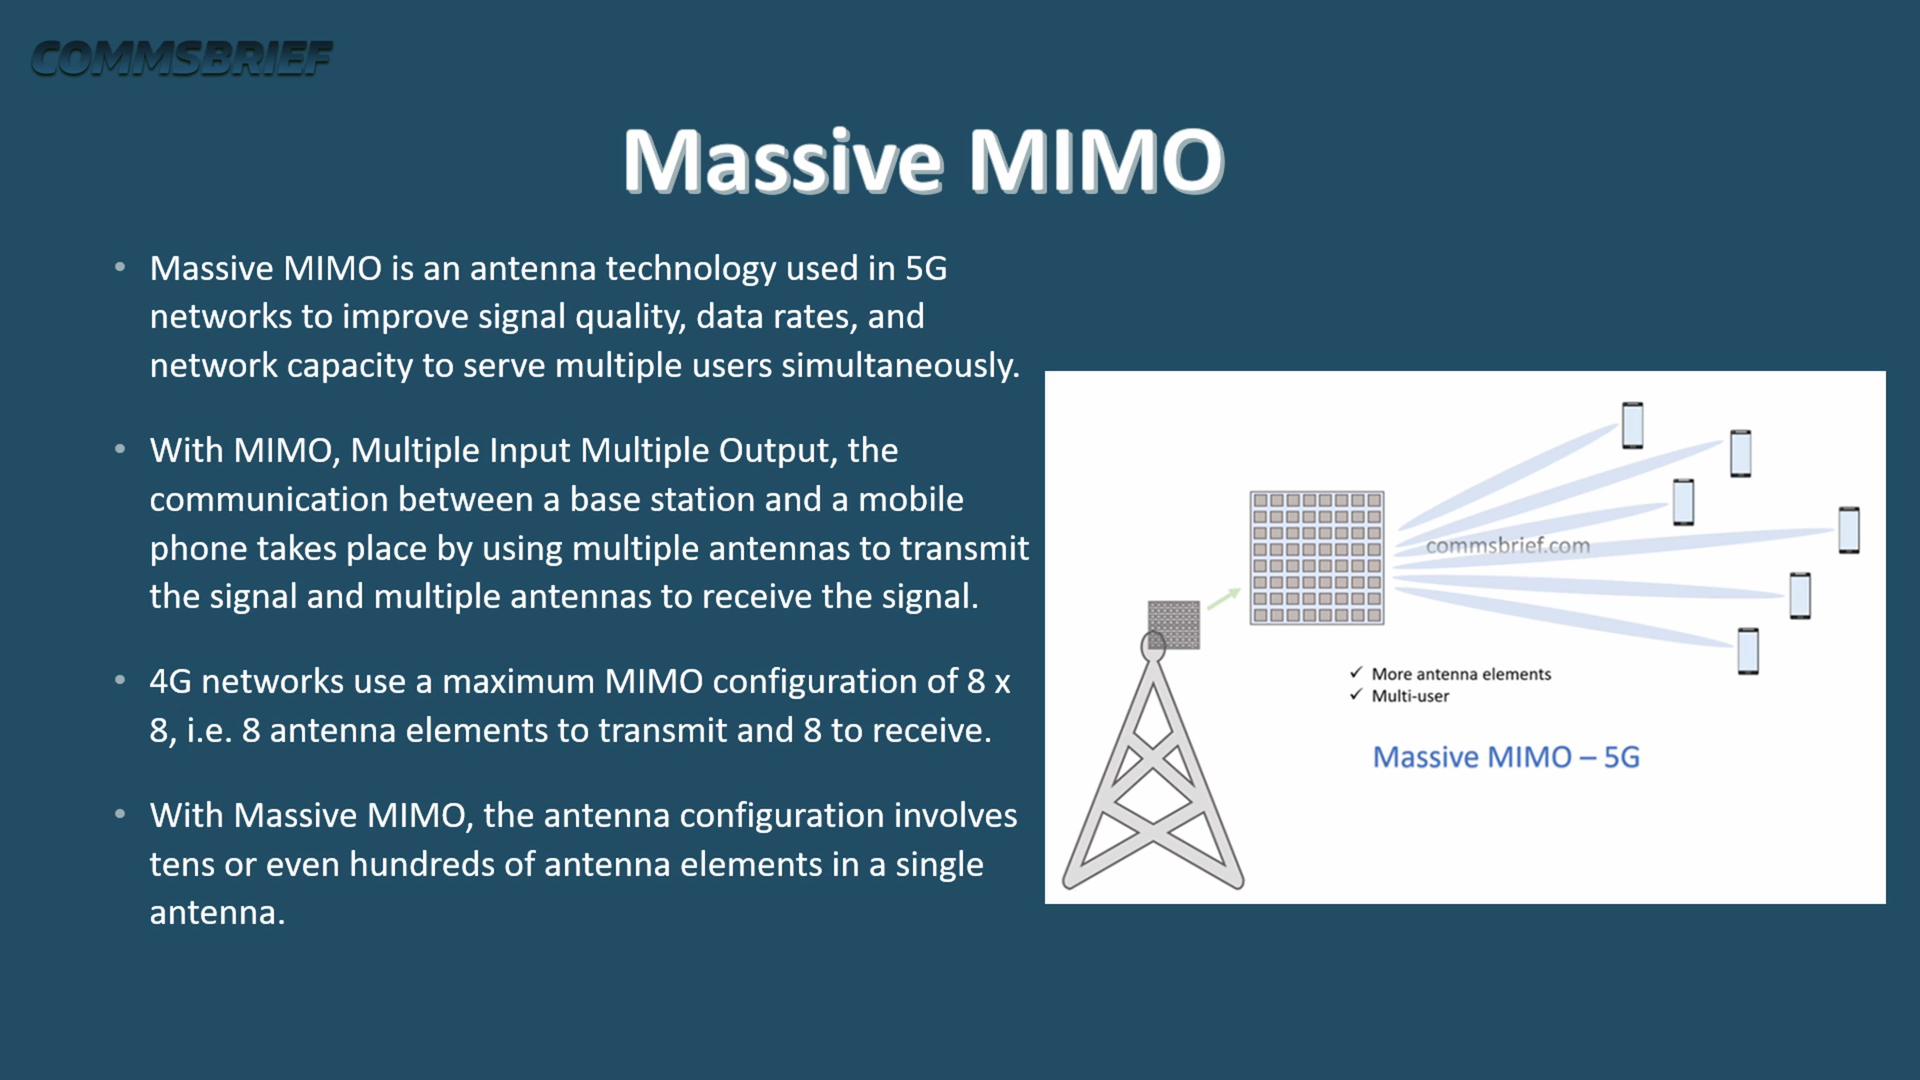 COMMSBRIEF
Massive MIMO
• Massive MIMO is an antenna technology used in 5G
networks to improve signal quality, data rates, and
network capacity to serve multiple users simultaneously.
• With MIMO, Multiple Input Multiple Output, the
communication between a base station and a mobile
phone takes place by using multiple antennas to transmit
the signal and multiple antennas to receive the signal.
• 4G networks use a maximum MIMO configuration of 8 x
8, i.e. 8 antenna elements to transmit and 8 to receive.
• With Massive MIMO, the antenna configuration involves
tens or even hundreds of antenna elements in a single
antenna.
commsbrief.com
✓ More antenna elements
✓ Multi-user
Massive MIMO – 5G